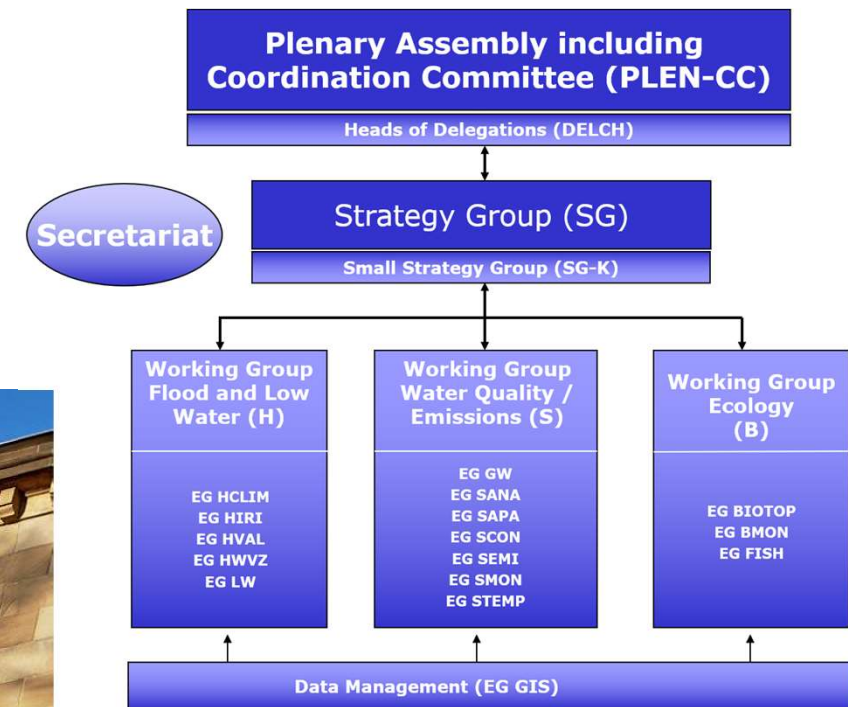 Plenary Assembly including
Coordination Committee (PLEN-CC)
Heads of Delegations (DELCH)
Secretariat
Strategy Group (SG)
Small Strategy Group (SG-K)
Working Group
Flood and Low
Water (H)
EG HCLIM
EG HIRI
EG HVAL
EG HWVZ
EG LW
Working Group
Water Quality /
Emissions (S)
EG GW
EG SANA
EG SAPA
EG SCON
EG SEMI
EG SMON
EG STEMP
Working Group
Ecology
(B)
EG BIOTOP
EG BMON
EG FISH
Data Management (EG GIS)